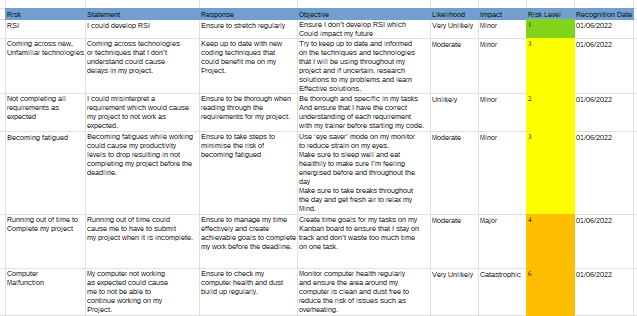 Risk Statement Response Objective Likelihood Impact Risk Level Recognition Date
RSI I could develop RSI Ensure to stretch regularly Ensure I don't develop RSI which Very Unlikely Minor 1 01/06/2022
Could impact my future
Coming across new, Coming across technologies Keep up to date with new Try to keep up to date and informed Moderate Minor 3 01/06/2022
Unfamiliar technologies or techniques that I don't coding techniques that on the techniques and technologies
understand could cause could benefit me on my that I will be using throughout my
delays in my project. Project. project and if uncertain, research
solutions to my problems and learn
Effective solutions.
Not completing all I could misinterpret a Ensure to be thorough when Be thorough and specific in my tasks Unlikely Minor 2 01/06/2022
requirements as requirement which would cause reading through the And ensure that I have the correct
expected my project to not work as requirements for my project. understanding of each requirement
expected. with my trainer before starting my code.
Becoming fatigued Becoming fatigues while working Ensure to take steps to Use 'eye saver' mode on my monitor Moderate Minor 3 01/06/2022
could cause my productivity minimise the risk of to reduce strain on my eyes.
levels to drop resulting in not becoming fatigued Make sure to sleep well and eat
completing my project before the healthily to make sure I'm feeling
deadline. energised before and throughout the
day
Make sure to take breaks throughout
the day and get fresh air to relax my
Mind.
Running out of time to Running out of time could Ensure to manage my time Create time goals for my tasks on my Moderate Major 4 01/06/2022
Complete my project cause me to have to submit effectively and create Kanban board to ensure that I stay on
my project when it is incomplete. achievable goals to complete track and don't waste too much time
my work before the deadline. on one task.
Computer My computer not working Ensure to check my Monitor computer health regularly Very Unlikely Catastrophic 6 01/06/2022
Malfunction as expected could cause computer health and dust and ensure the area around my
me to not be able to build up regularly. computer is clean and dust free to
continue working on my reduce the risk of issues such as
Project. overheating.